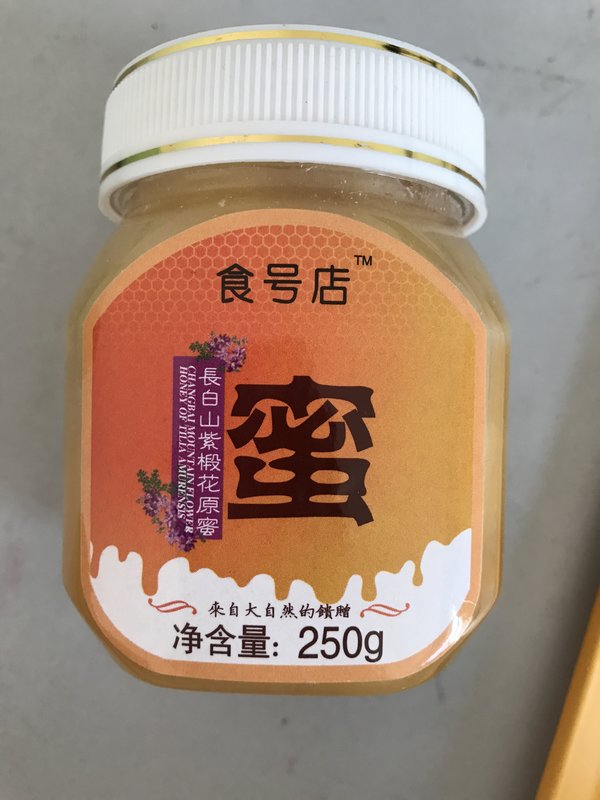 食号店™
長白山紫椴花原蜜
CHANGBAI MOUNTAIN FLOWER
HONEY OF TILIA AMURENSIS
蜜
來自大自然的饋贈
净含量: 250g